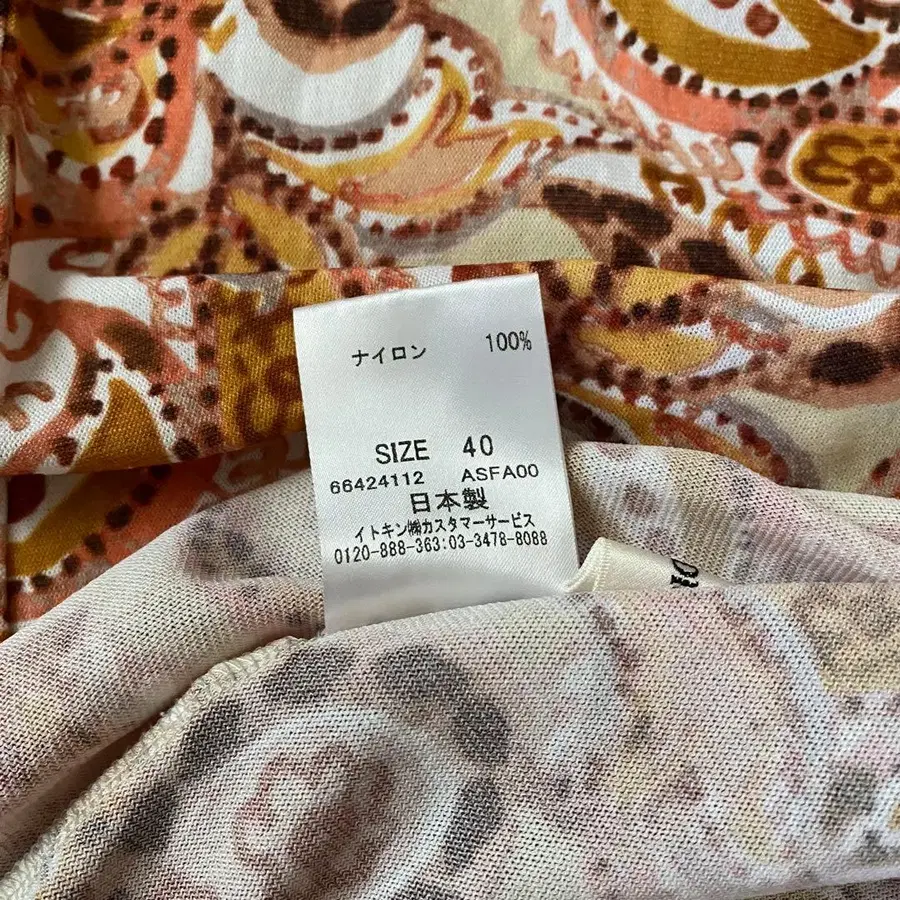 ナイロン 100%
SIZE 40
66424112 ASFA00
日本製
イトキン㈱カスタマーサービス
0120-888-363:03-3478-8088